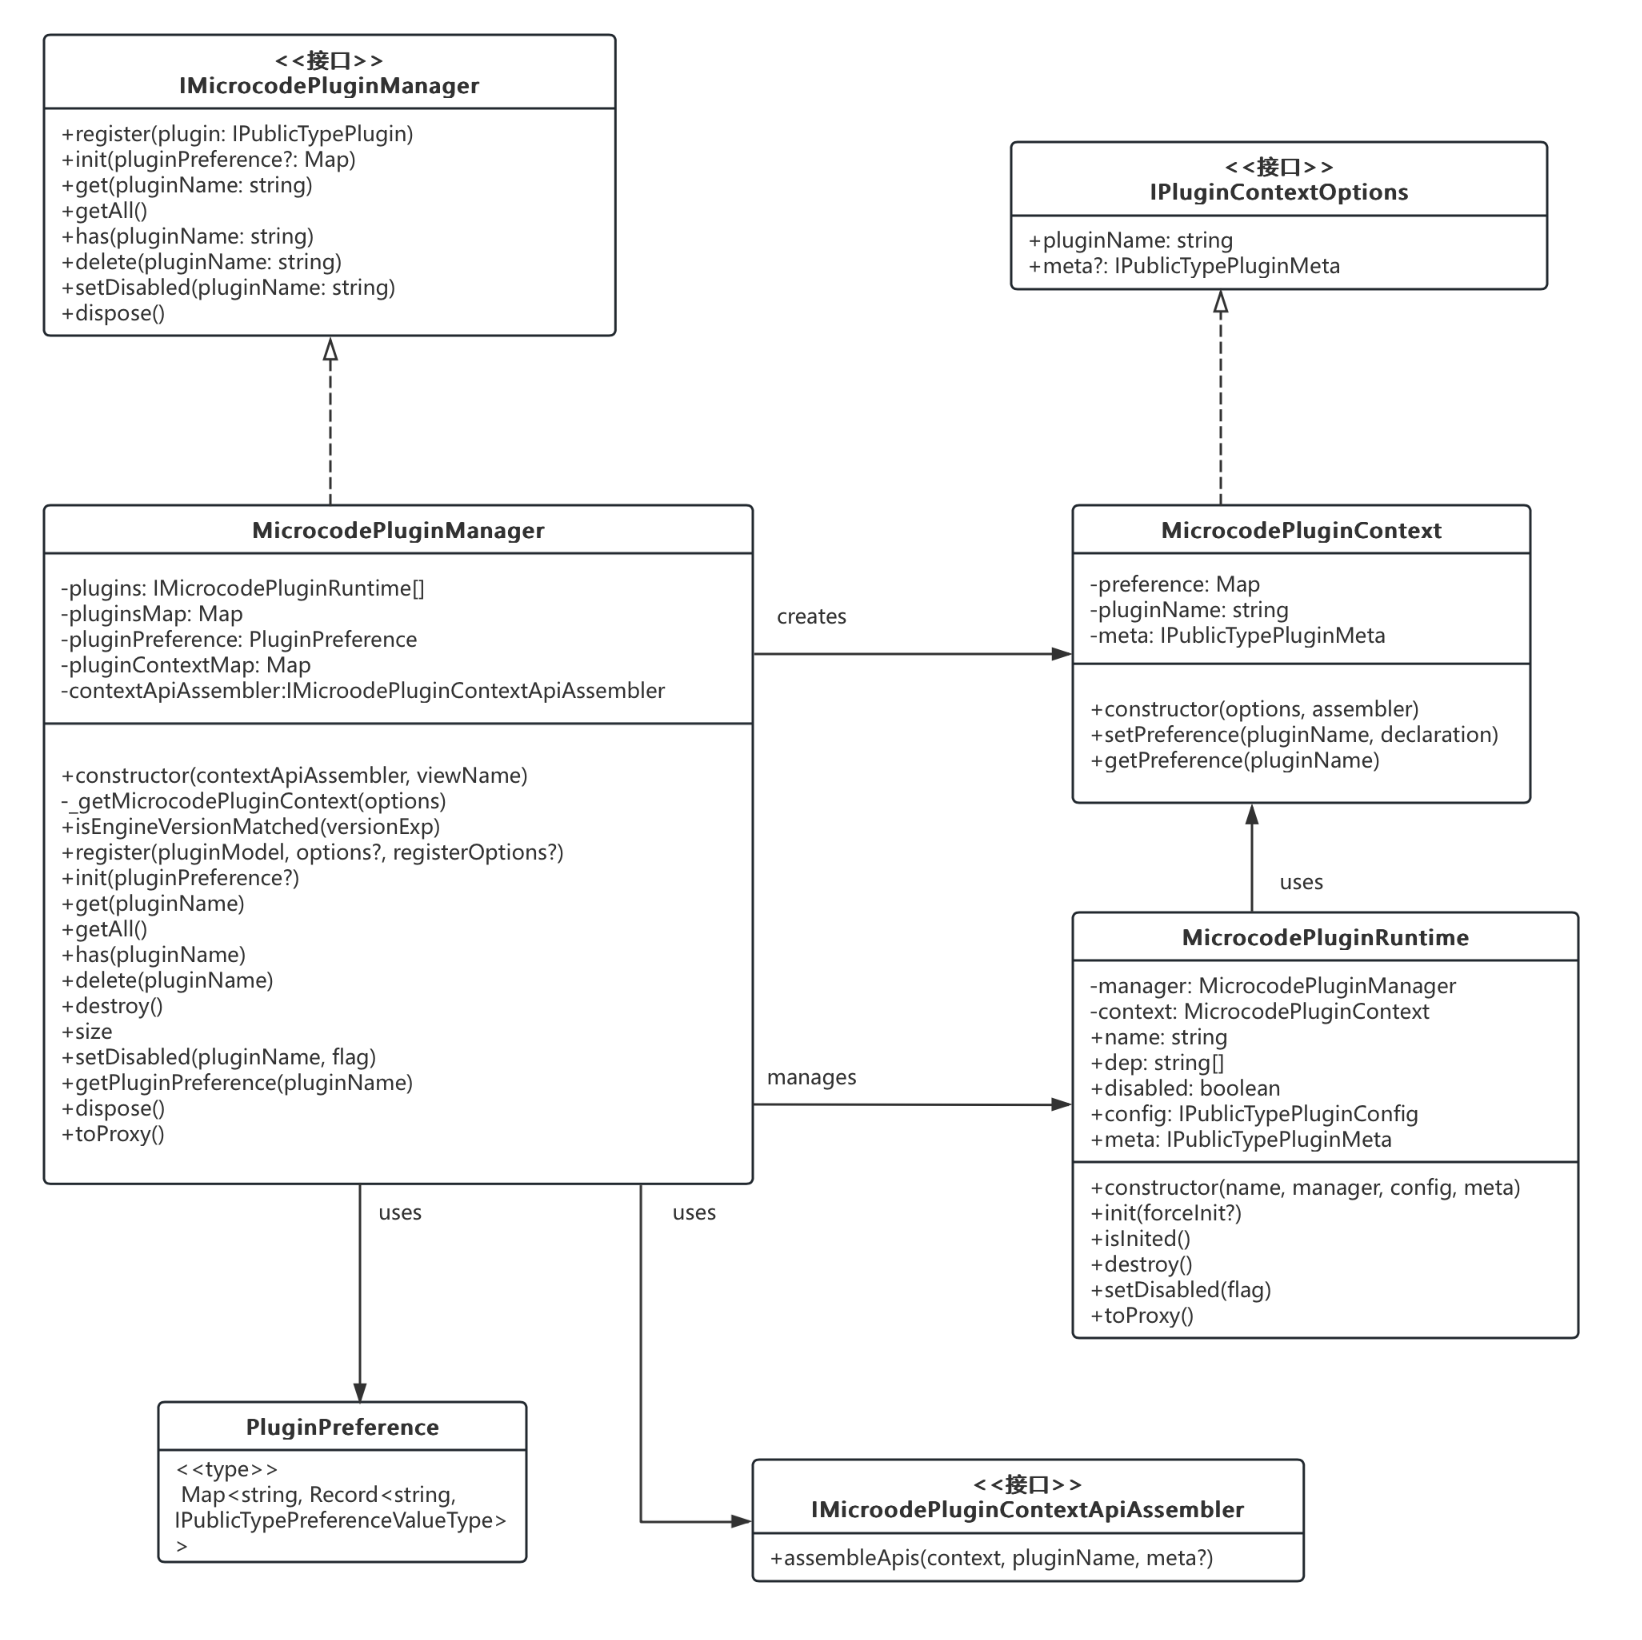 <<接口>>
IMicrocodePluginManager
+register(plugin: IPublicTypePlugin)
+init(pluginPreference?: Map)
+get(pluginName: string)
+getAll()
+has(pluginName: string)
+delete(pluginName: string)
+setDisabled(pluginName: string)
+dispose()
<<接口>>
IPluginContextOptions
+pluginName: string
+meta?: IPublicTypePluginMeta
MicrocodePluginManager
-plugins: IMicrocodePluginRuntime[]
-pluginsMap: Map
-pluginPreference: PluginPreference
-pluginContextMap: Map
-contextApiAssembler:IMicroodePluginContextApiAssembler
+constructor(contextApiAssembler, viewName)
-_getMicrocodePluginContext(options)
+isEngineVersionMatched(versionExp)
+register(pluginModel, options?, registerOptions?)
+init(pluginPreference?)
+get(pluginName)
+getAll()
+has(pluginName)
+delete(pluginName)
+destroy()
+size
+setDisabled(pluginName, flag)
+getPluginPreference(pluginName)
+dispose()
+toProxy()
creates
MicrocodePluginContext
-preference: Map
-pluginName: string
-meta: IPublicTypePluginMeta
+constructor(options, assembler)
+setPreference(pluginName, declaration)
+getPreference(pluginName)
uses
manages
MicrocodePluginRuntime
-manager: MicrocodePluginManager
-context: MicrocodePluginContext
+name: string
+dep: string[]
+disabled: boolean
+config: IPublicTypePluginConfig
+meta: IPublicTypePluginMeta
+constructor(name, manager, config, meta)
+init(forceInit?)
+isInited()
+destroy()
+setDisabled(flag)
+toProxy()
uses
uses
PluginPreference
<<type>>
Map<string, Record<string,
IPublicTypePreferenceValueType>
>
<<接口>>
IMicroodePluginContextApiAssembler
+assembleApis(context, pluginName, meta?)